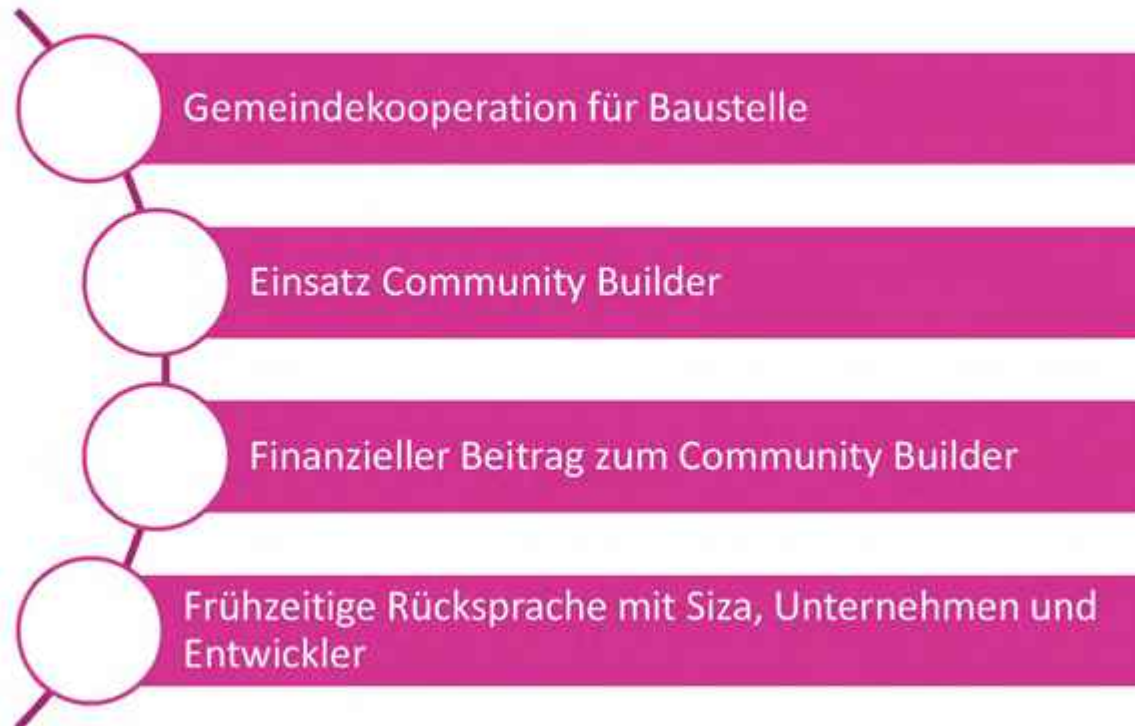 Gemeindekooperation für Baustelle
Einsatz Community Builder
Finanzieller Beitrag zum Community Builder
Frühzeitige Rücksprache mit Siza, Unternehmen und
Entwickler